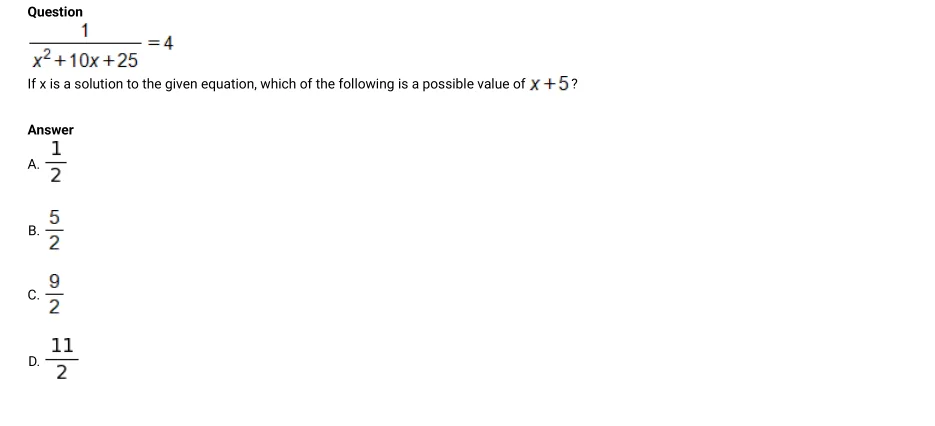 Question
1
x²+10x+25
=4
If x is a solution to the given equation, which of the following is a possible value of x+5?
Answer
A. 1/2
B. 5/2
C. 9/2
D. 11/2